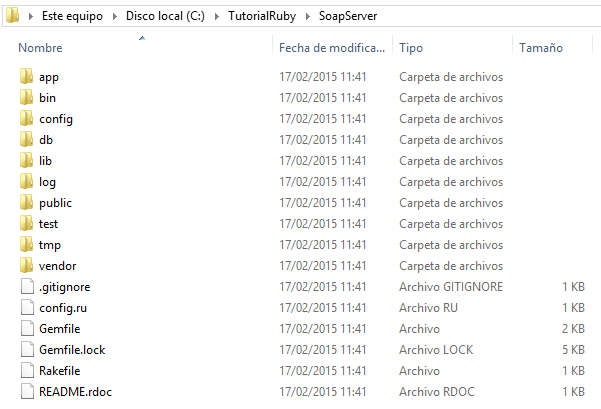 Este equipo Disco local (C:) TutorialRuby SoapServer
Nombre Fecha de modifica... Tipo Tamaño
app 17/02/2015 11:41 Carpeta de archivos
bin 17/02/2015 11:41 Carpeta de archivos
config 17/02/2015 11:41 Carpeta de archivos
db 17/02/2015 11:41 Carpeta de archivos
lib 17/02/2015 11:41 Carpeta de archivos
log 17/02/2015 11:41 Carpeta de archivos
public 17/02/2015 11:41 Carpeta de archivos
test 17/02/2015 11:41 Carpeta de archivos
tmp 17/02/2015 11:41 Carpeta de archivos
vendor 17/02/2015 11:41 Carpeta de archivos
.gitignore 17/02/2015 11:41 Archivo GITIGNORE 1 KB
config.ru 17/02/2015 11:41 Archivo RU 1 KB
Gemfile 17/02/2015 11:41 Archivo 2 KB
Gemfile.lock 17/02/2015 11:41 Archivo LOCK 5 KB
Rakefile 17/02/2015 11:41 Archivo 1 KB
README.rdoc 17/02/2015 11:41 Archivo RDOC 1 KB